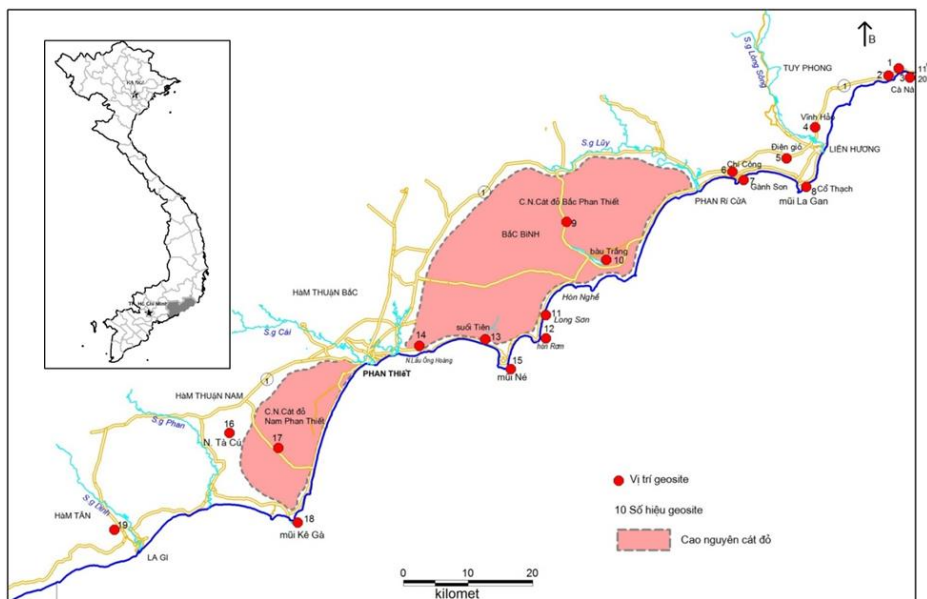 B
S.g Lòng Sông
TUY PHONG
1
2
3
11
20
Cà Ná
1
Vĩnh Hảo
4
LIÊN HƯƠNG
Điện gió
5
S.g Lũy
Chí Công
6
7
Gành Sơn
8
Cổ Thạch
mũi La Gan
PHAN Rí CửA
1
C.N.Cát đỏ Bắc Phan Thiết
9
BắC BìNH
bàu Trắng
10
Hòn Nghề
HàM THUậN BắC
11
Long Sơn
12
hòn Rơm
S.g Cái
14
suối Tiên
13
N.Lầu Ông Hoàng
15
mũi Né
PHAN THIếT
1
HàM THUậN NAM
C.N.Cát đỏ
Nam Phan Thiết
S.g Phan
16
N. Tà Cú
17
S.g Dinh
HàM TÂN
19
18
mũi Kê Gà
LA GI
Vị trí geosite
10 Số hiệu geosite
Cao nguyên cát đỏ
0 10 20
kilomet